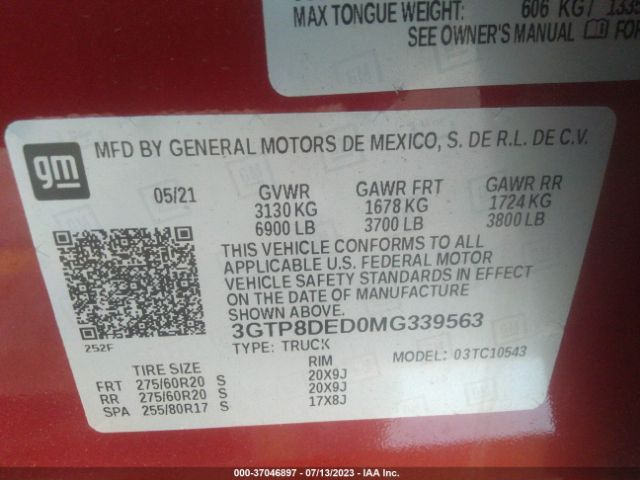 MAX TONGUE WEIGHT: 606 KG /
SEE OWNER'S MANUAL FOR
gm
MFD BY GENERAL MOTORS DE MEXICO, S. DE R.L. DE C.V.
05/21 GVWR GAWR FRT GAWR RR
3130 KG 1678 KG 1724 KG
6900 LB 3700 LB 3800 LB
THIS VEHICLE CONFORMS TO ALL
APPLICABLE U.S. FEDERAL MOTOR
VEHICLE SAFETY STANDARDS IN EFFECT
ON THE DATE OF MANUFACTURE
SHOWN ABOVE.
3GTP8DED0MG339563
252F
TYPE: TRUCK MODEL: 03TC10543
TIRE SIZE RIM
FRT 275/60R20 S 20X9J
RR 275/60R20 S 20X9J
SPA 255/80R17 S 17X8J
000-37046897 - 07/13/2023 - IAA Inc.